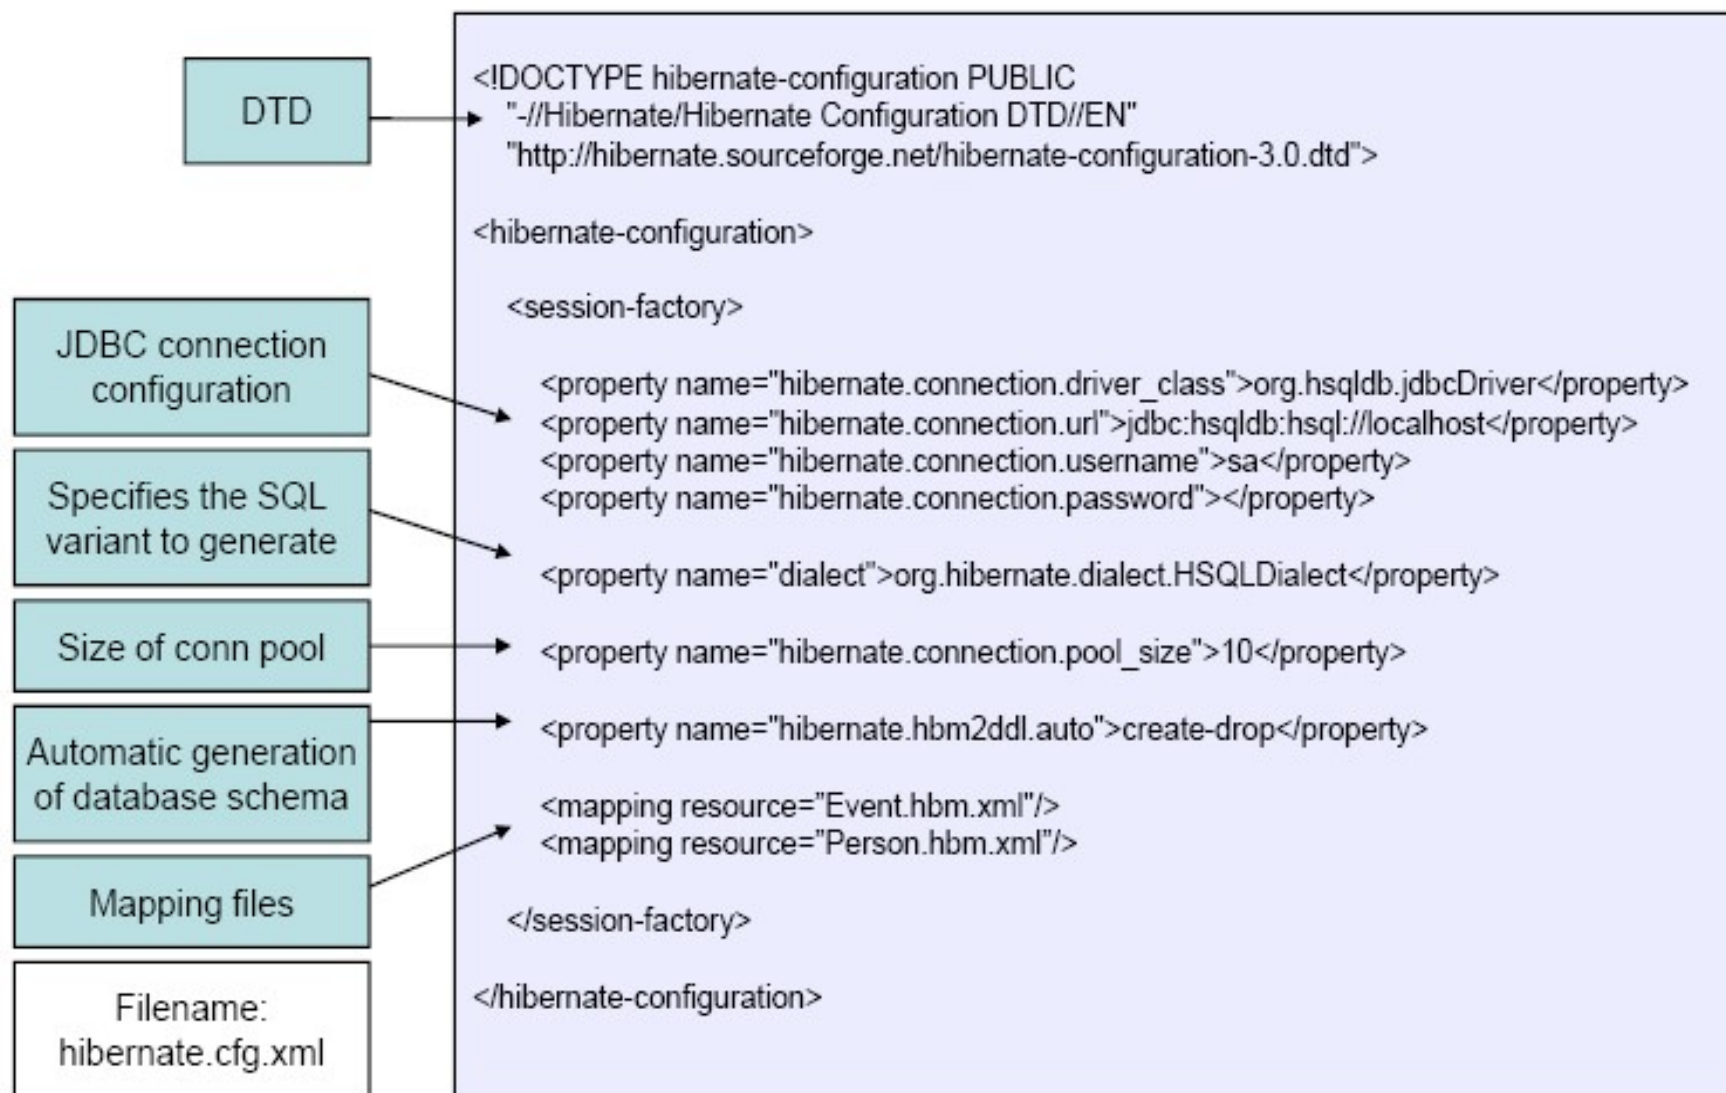 DTD
JDBC connection
configuration
Specifies the SQL
variant to generate
Size of conn pool
Automatic generation
of database schema
Mapping files
Filename:
hibernate.cfg.xml
<!DOCTYPE hibernate-configuration PUBLIC
"-//Hibernate/Hibernate Configuration DTD//EN"
"http://hibernate.sourceforge.net/hibernate-configuration-3.0.dtd">
<hibernate-configuration>
<session-factory>
<property name="hibernate.connection.driver_class">org.hsqldb.jdbcDriver</property>
<property name="hibernate.connection.url">jdbc:hsqldb:hsql://localhost</property>
<property name="hibernate.connection.username">sa</property>
<property name="hibernate.connection.password"></property>
<property name="dialect">org.hibernate.dialect.HSQLDialect</property>
<property name="hibernate.connection.pool_size">10</property>
<property name="hibernate.hbm2ddl.auto">create-drop</property>
<mapping resource="Event.hbm.xml"/>
<mapping resource="Person.hbm.xml"/>
</session-factory>
</hibernate-configuration>